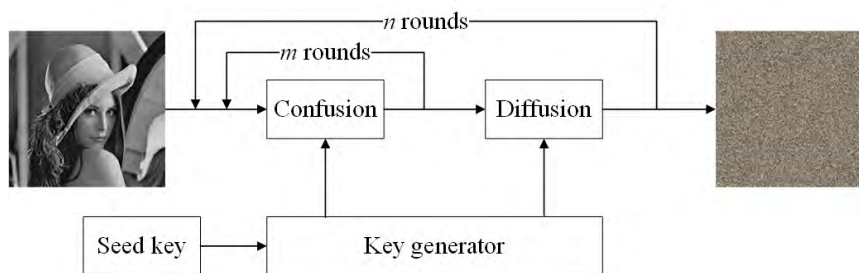 n rounds
m rounds
Confusion
Diffusion
Seed key
Key generator